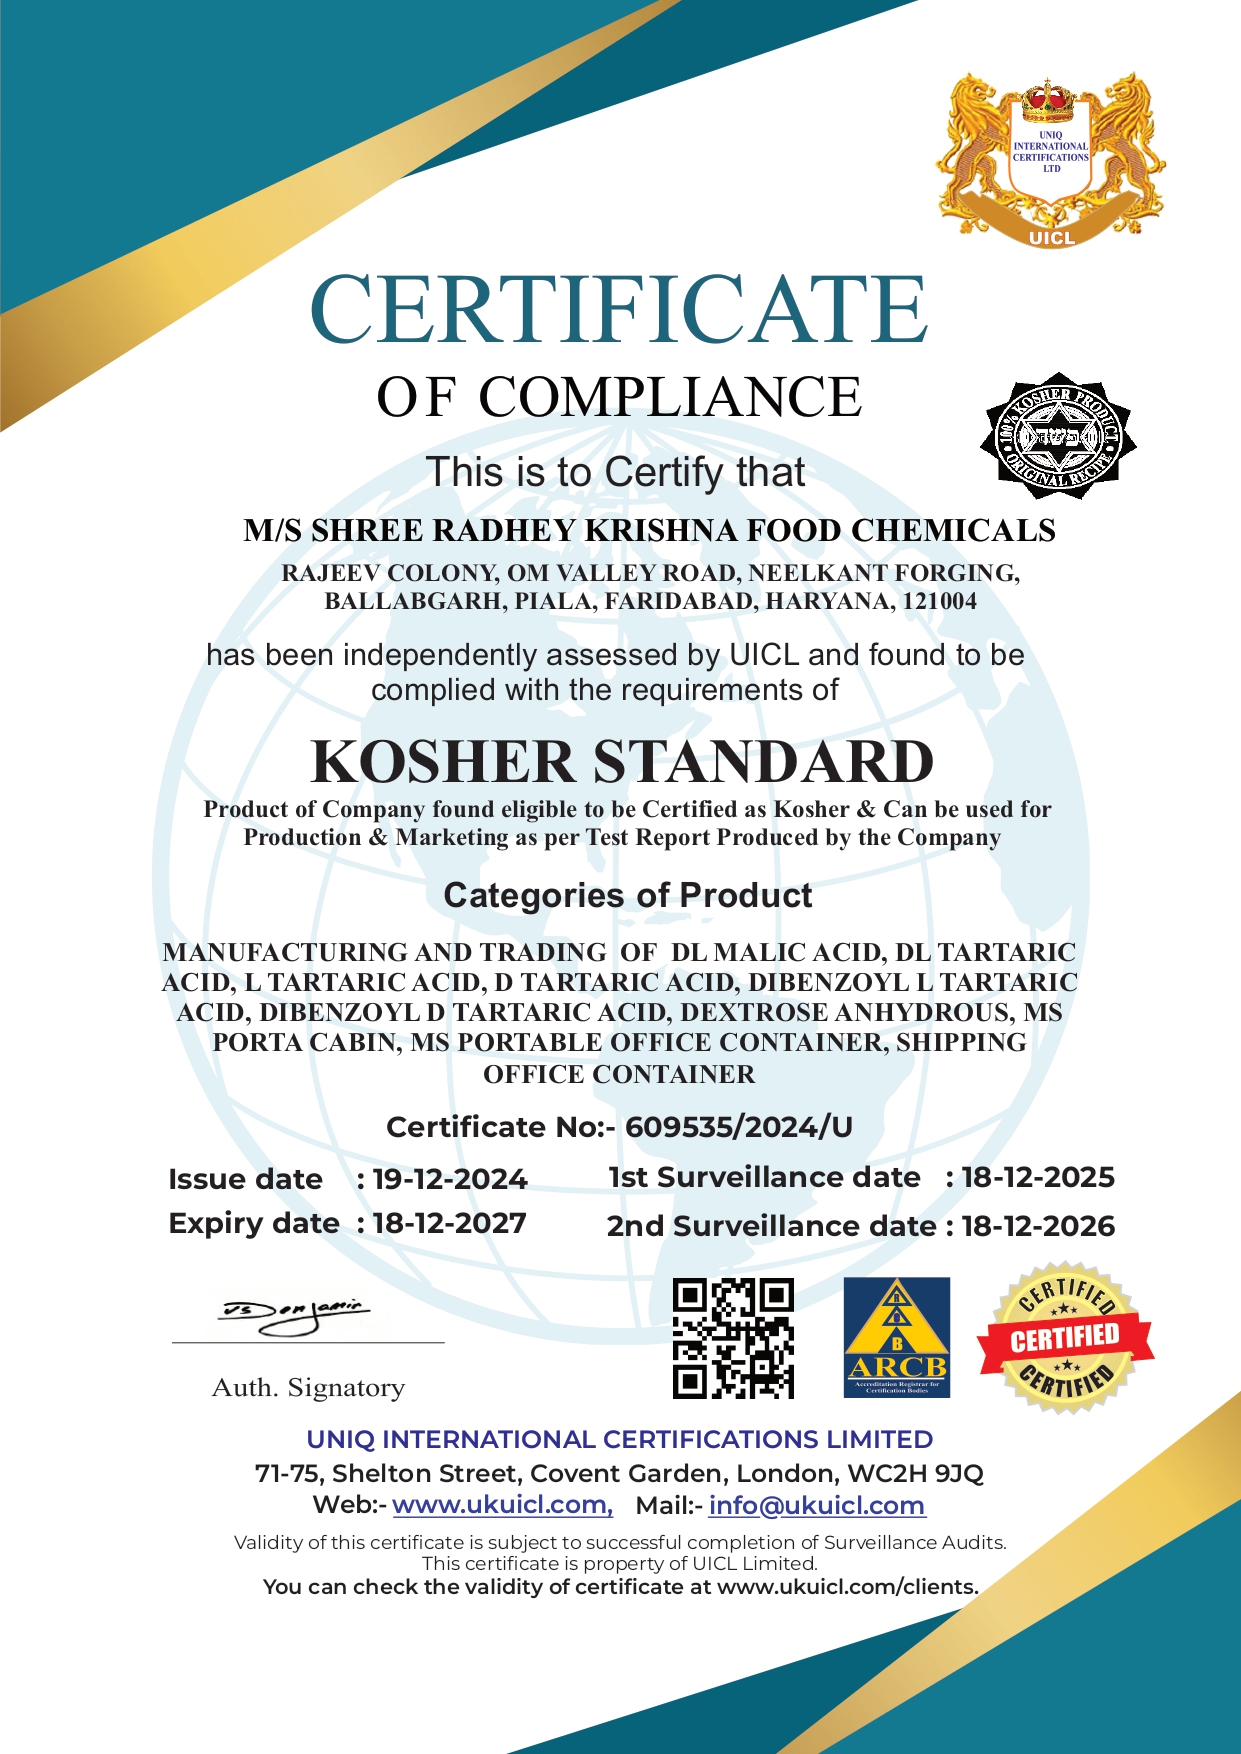 UNIQ
INTERNATIONAL
CERTIFICATIONS
LTD
UICL
CERTIFICATE
OF COMPLIANCE
100% KOSHER PRODUCT
כשר
ORIGINAL RECIPE
This is to Certify that
M/S SHREE RADHEY KRISHNA FOOD CHEMICALS
RAJEEV COLONY, OM VALLEY ROAD, NEELKANT FORGING,
BALLABGARH, PIALA, FARIDABAD, HARYANA, 121004
has been independently assessed by UICL and found to be
complied with the requirements of
KOSHER STANDARD
Product of Company found eligible to be Certified as Kosher & Can be used for
Production & Marketing as per Test Report Produced by the Company
Categories of Product
MANUFACTURING AND TRADING OF DL MALIC ACID, DL TARTARIC
ACID, L TARTARIC ACID, D TARTARIC ACID, DIBENZOYL L TARTARIC
ACID, DIBENZOYL D TARTARIC ACID, DEXTROSE ANHYDROUS, MS
PORTA CABIN, MS PORTABLE OFFICE CONTAINER, SHIPPING
OFFICE CONTAINER
Certificate No:- 609535/2024/U
Issue date : 19-12-2024 1st Surveillance date : 18-12-2025
Expiry date : 18-12-2027 2nd Surveillance date : 18-12-2026
Auth. Signatory
B
ARCB
Accreditation Registrar for
Certification Bodies
CERTIFIED
CERTIFIED
CERTIFIED
UNIQ INTERNATIONAL CERTIFICATIONS LIMITED
71-75, Shelton Street, Covent Garden, London, WC2H 9JQ
Web:- www.ukuicl.com, Mail:- info@ukuicl.com
Validity of this certificate is subject to successful completion of Surveillance Audits.
This certificate is property of UICL Limited.
You can check the validity of certificate at www.ukuicl.com/clients.